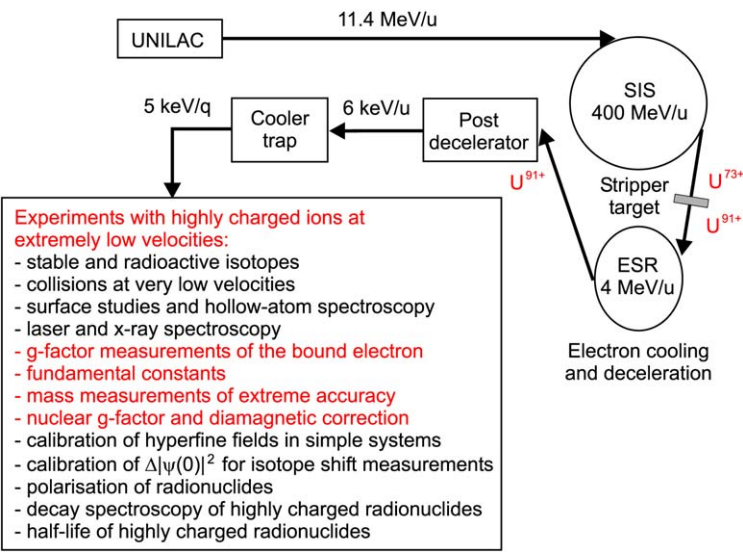 11.4 MeV/u
UNILAC
SIS
400 MeV/u
5 keV/q
Cooler
trap
6 keV/u
Post
decelerator
U⁹¹⁺
Stripper
target
U⁷³⁺
U⁹¹⁺
ESR
4 MeV/u
Electron cooling
and deceleration
Experiments with highly charged ions at
extremely low velocities:
- stable and radioactive isotopes
- collisions at very low velocities
- surface studies and hollow-atom spectroscopy
- laser and x-ray spectroscopy
- g-factor measurements of the bound electron
- fundamental constants
- mass measurements of extreme accuracy
- nuclear g-factor and diamagnetic correction
- calibration of hyperfine fields in simple systems
- calibration of Δ|ψ(0)|² for isotope shift measurements
- polarisation of radionuclides
- decay spectroscopy of highly charged radionuclides
- half-life of highly charged radionuclides